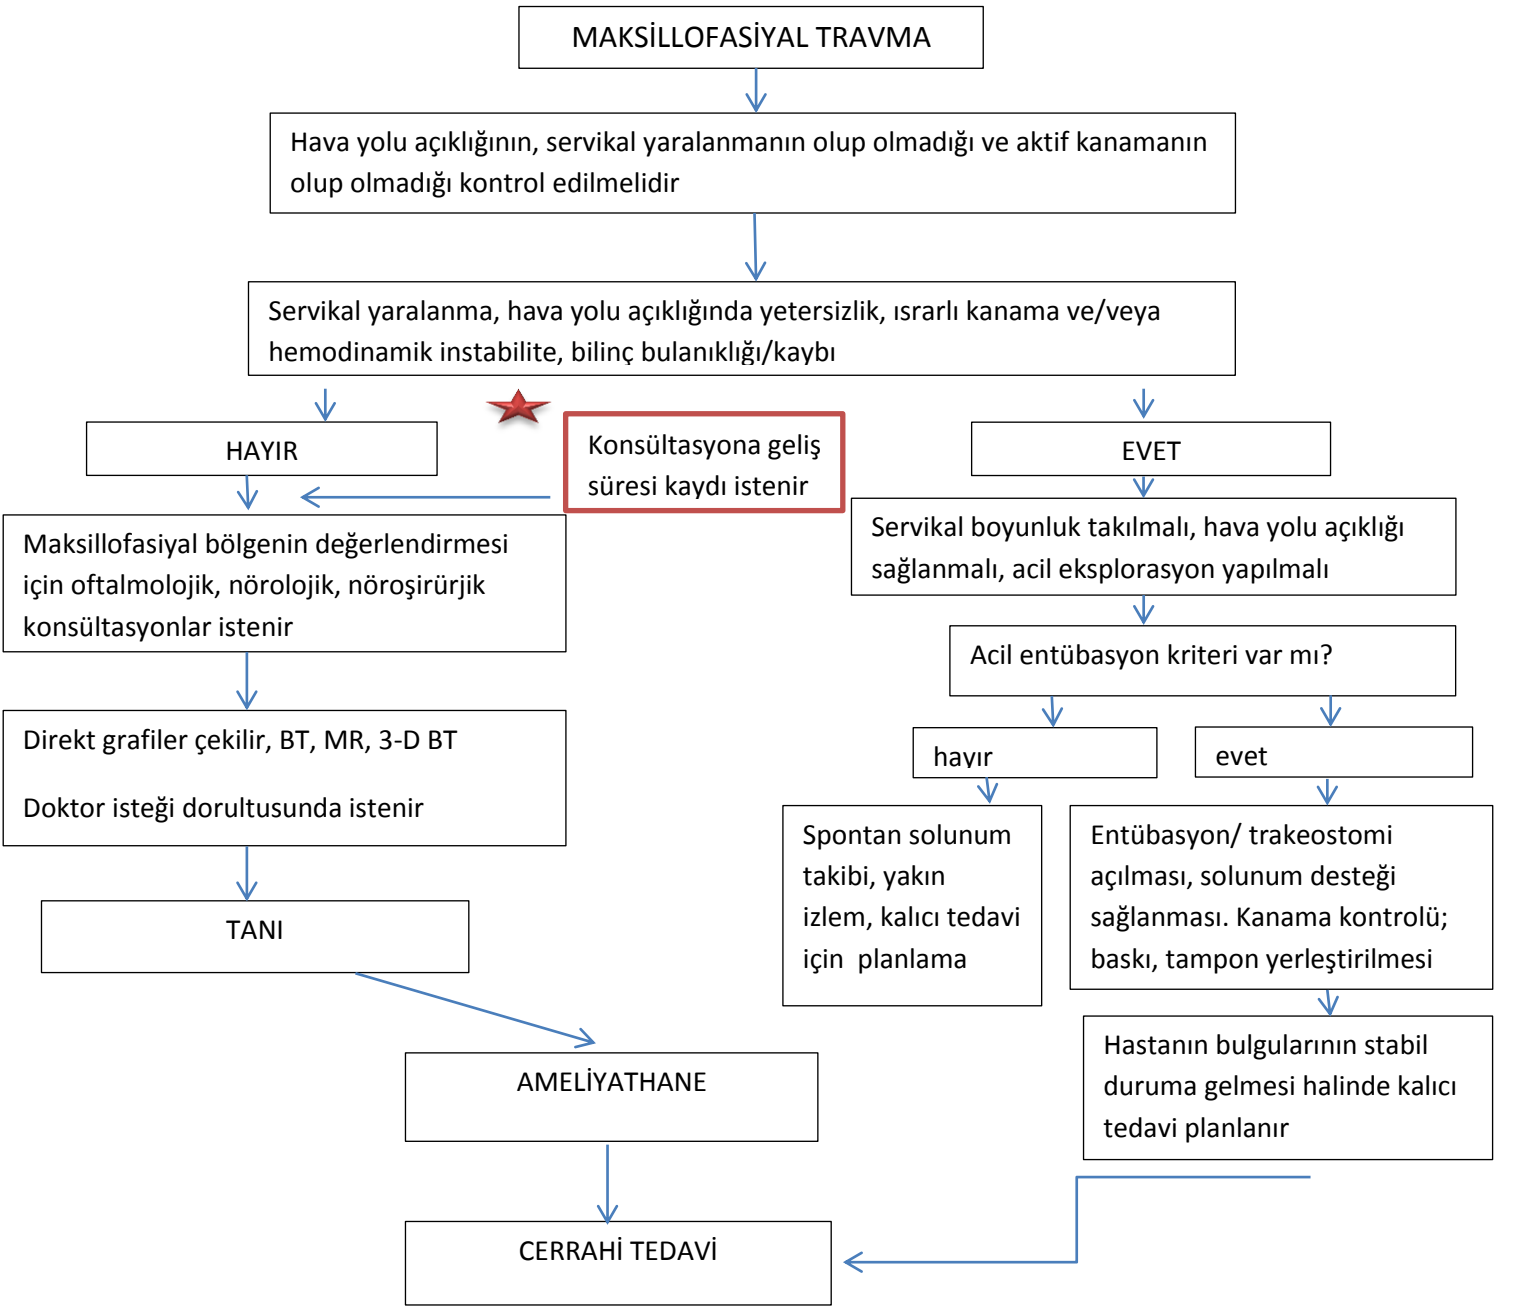 MAKSİLLOFASİYAL TRAVMA
Hava yolu açıklığının, servikal yaralanmanın olup olmadığı ve aktif kanamanın
olup olmadığı kontrol edilmelidir
Servikal yaralanma, hava yolu açıklığında yetersizlik, ısrarlı kanama ve/veya
hemodinamik instabilite, bilinç bulanıklığı/kaybı
HAYIR
Konsültasyona geliş
süresi kaydı istenir
EVET
Maksillofasiyal bölgenin değerlendirmesi
için oftalmolojik, nörolojik, nöroşirürjik
konsültasyonlar istenir
Servikal boyunluk takılmalı, hava yolu açıklığı
sağlanmalı, acil eksplorasyon yapılmalı
Acil entübasyon kriteri var mı?
Direkt grafiler çekilir, BT, MR, 3-D BT
Doktor isteği dorultusunda istenir
hayır
evet
Spontan solunum
takibi, yakın
izlem, kalıcı tedavi
için planlama
Entübasyon/ trakeostomi
açılması, solunum desteği
sağlanması. Kanama kontrolü;
baskı, tampon yerleştirilmesi
TANI
Hastanın bulgularının stabil
duruma gelmesi halinde kalıcı
tedavi planlanır
AMELİYATHANE
CERRAHİ TEDAVİ